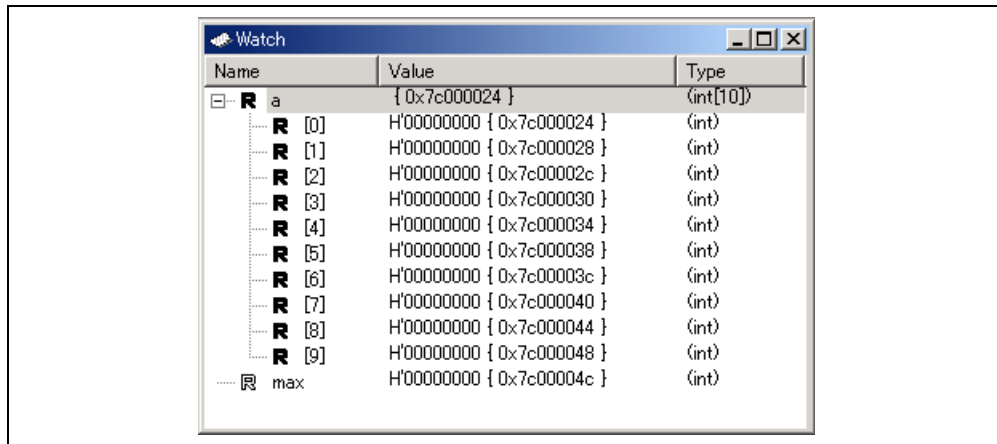 Watch
Name Value Type
R a { 0x7c000024 } (int[10])
R [0] H'00000000 { 0x7c000024 } (int)
R [1] H'00000000 { 0x7c000028 } (int)
R [2] H'00000000 { 0x7c00002c } (int)
R [3] H'00000000 { 0x7c000030 } (int)
R [4] H'00000000 { 0x7c000034 } (int)
R [5] H'00000000 { 0x7c000038 } (int)
R [6] H'00000000 { 0x7c00003c } (int)
R [7] H'00000000 { 0x7c000040 } (int)
R [8] H'00000000 { 0x7c000044 } (int)
R [9] H'00000000 { 0x7c000048 } (int)
R max H'00000000 { 0x7c00004c } (int)